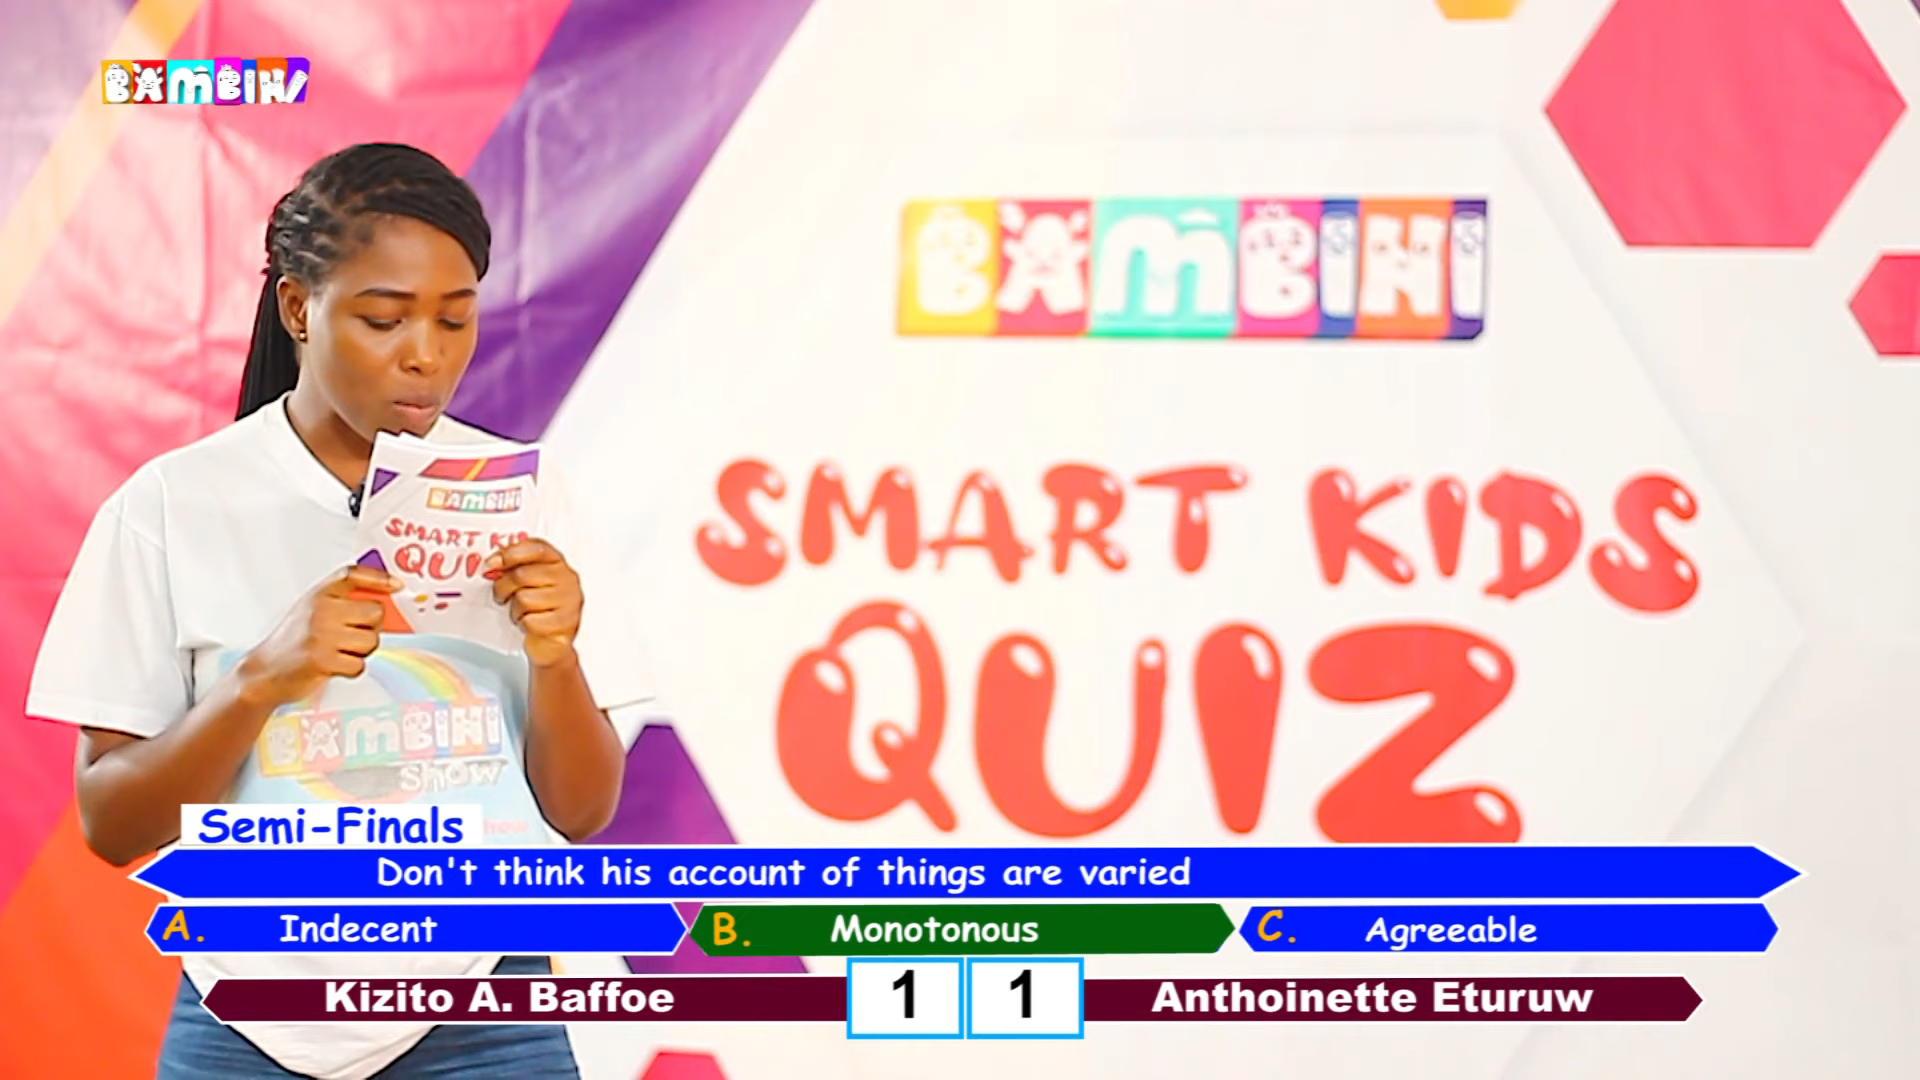 BAMBINI
BAMBINI
SMART KIDS
QUIZ
BAMBINI
SMART KI
QUIZ
BAMBINI
Show
Semi-Finals
Don't think his account of things are varied
A. Indecent
B. Monotonous
C. Agreeable
Kizito A. Baffoe 1
1 Anthoinette Eturuw